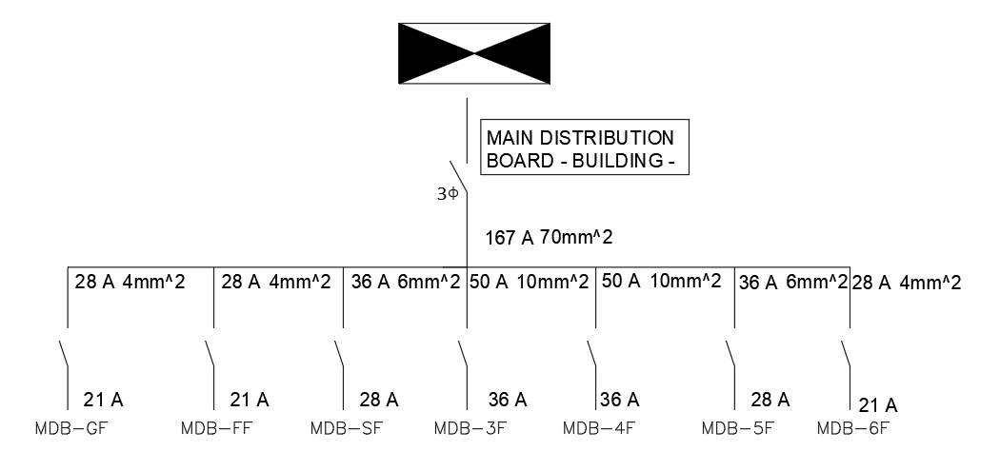 MAIN DISTRIBUTION
BOARD - BUILDING -
3Φ
167 A 70mm^2
28 A 4mm^2
28 A 4mm^2
36 A 6mm^2
50 A 10mm^2
50 A 10mm^2
36 A 6mm^2
28 A 4mm^2
21 A
21 A
28 A
36 A
36 A
28 A
21 A
MDB-GF
MDB-FF
MDB-SF
MDB-3F
MDB-4F
MDB-5F
MDB-6F